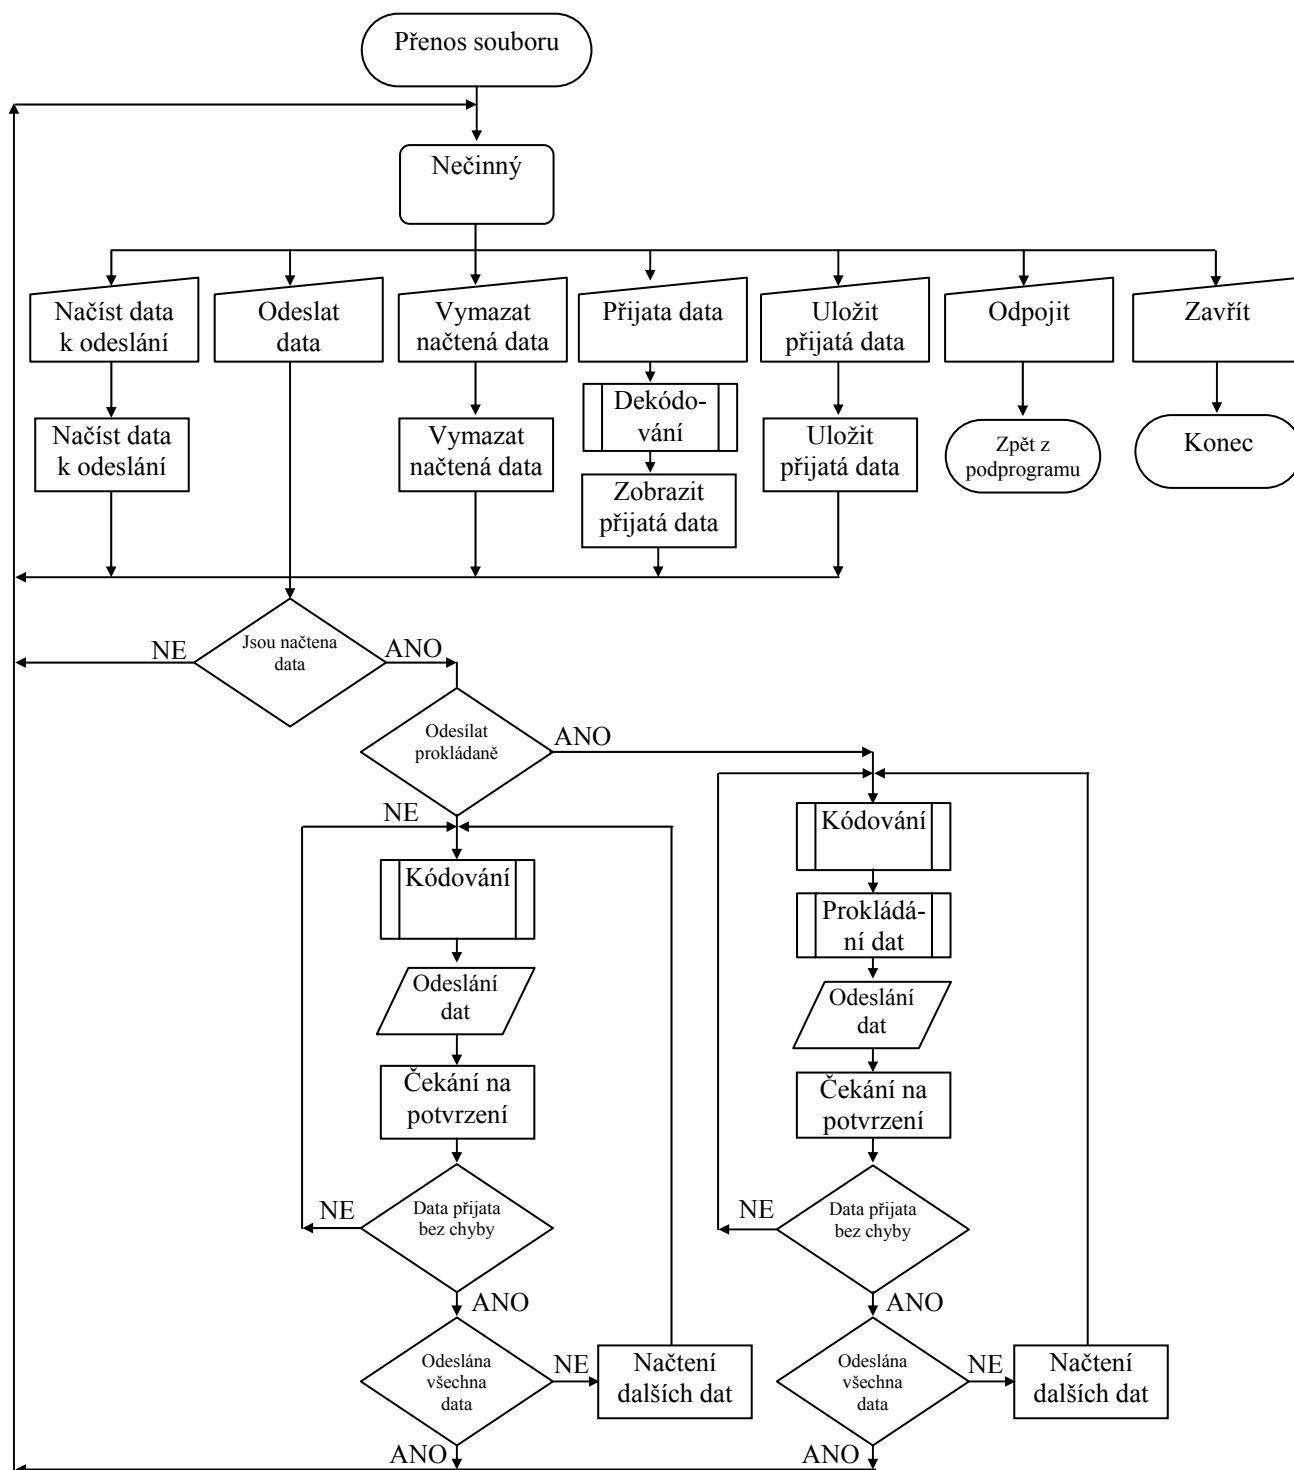 Přenos souboru
Nečinný
Načíst data
k odeslání
Odeslat
data
Vymazat
načtená data
Přijata data
Uložit
přijatá data
Odpojit
Zavřít
Načíst data
k odeslání
Vymazat
načtená data
Dekódo-
vání
Uložit
přijatá data
Zpět z
podprogramu
Konec
Zobrazit
přijatá data
NE
Jsou načtena
data
ANO
Odesílat
prokládaně
ANO
NE
Kódování
Kódování
Prokládá-
ní dat
Odeslání
dat
Odeslání
dat
Čekání na
potvrzení
Čekání na
potvrzení
NE
Data přijata
bez chyby
NE
Data přijata
bez chyby
ANO
ANO
Odeslána
všechna
data
NE
Načtení
dalších dat
Odeslána
všechna
data
NE
Načtení
dalších dat
ANO
ANO